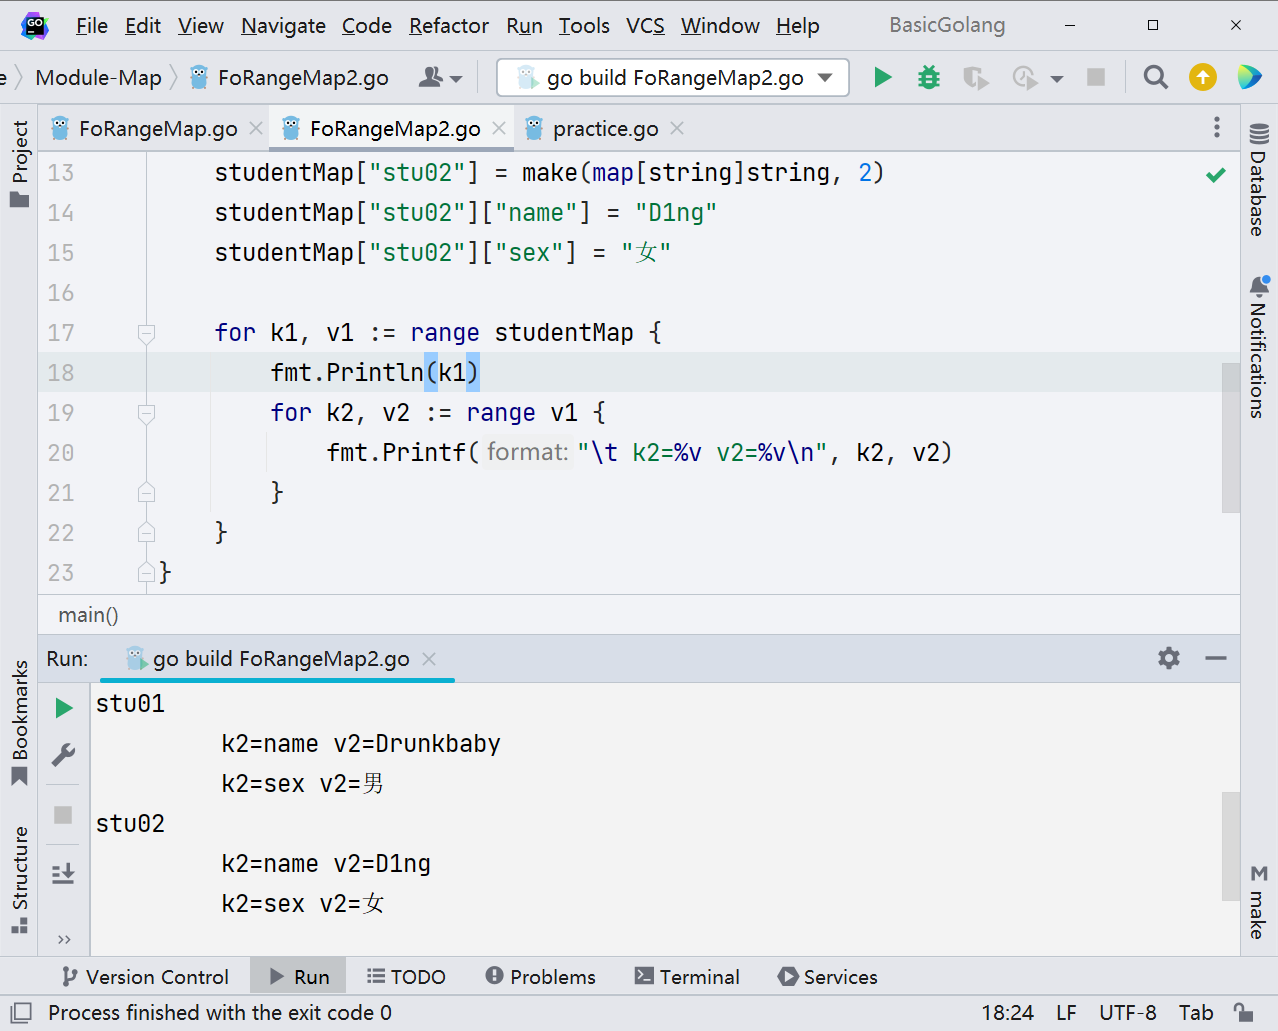 GO File Edit View Navigate Code Refactor Run Tools VCS Window Help BasicGolang
e Module-Map FoRangeMap2.go go build FoRangeMap2.go
FoRangeMap.go FoRangeMap2.go practice.go
Project
Bookmarks
Structure
13 studentMap["stu02"] = make(map[string]string, 2)
14 studentMap["stu02"]["name"] = "D1ng"
15 studentMap["stu02"]["sex"] = "女"
16
17 for k1, v1 := range studentMap {
18 fmt.Println(k1)
19 for k2, v2 := range v1 {
20 fmt.Printf( format: "\t k2=%v v2=%v\n", k2, v2)
21 }
22 }
23 }
main()
Database
Notifications
make
Run: go build FoRangeMap2.go
stu01
k2=name v2=Drunkbaby
k2=sex v2=男
stu02
k2=name v2=D1ng
k2=sex v2=女
Version Control Run TODO Problems Terminal Services
Process finished with the exit code 0 18:24 LF UTF-8 Tab